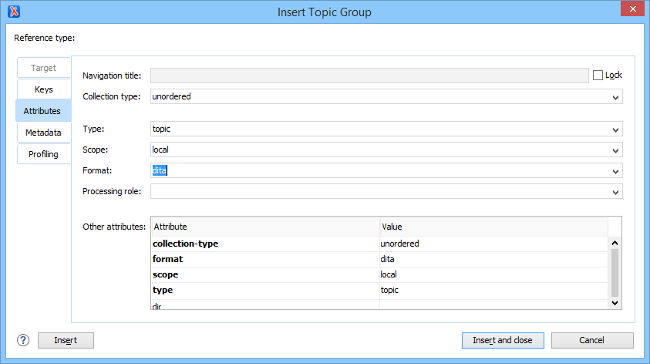 Insert Topic Group
Reference type:
Target
Keys
Attributes
Metadata
Profiling
Navigation title:
Lock
Collection type: unordered
Type: topic
Scope: local
Format: dita
Processing role:
Other attributes:
Attribute Value
collection-type unordered
format dita
scope local
type topic
dir
? Insert Insert and close Cancel